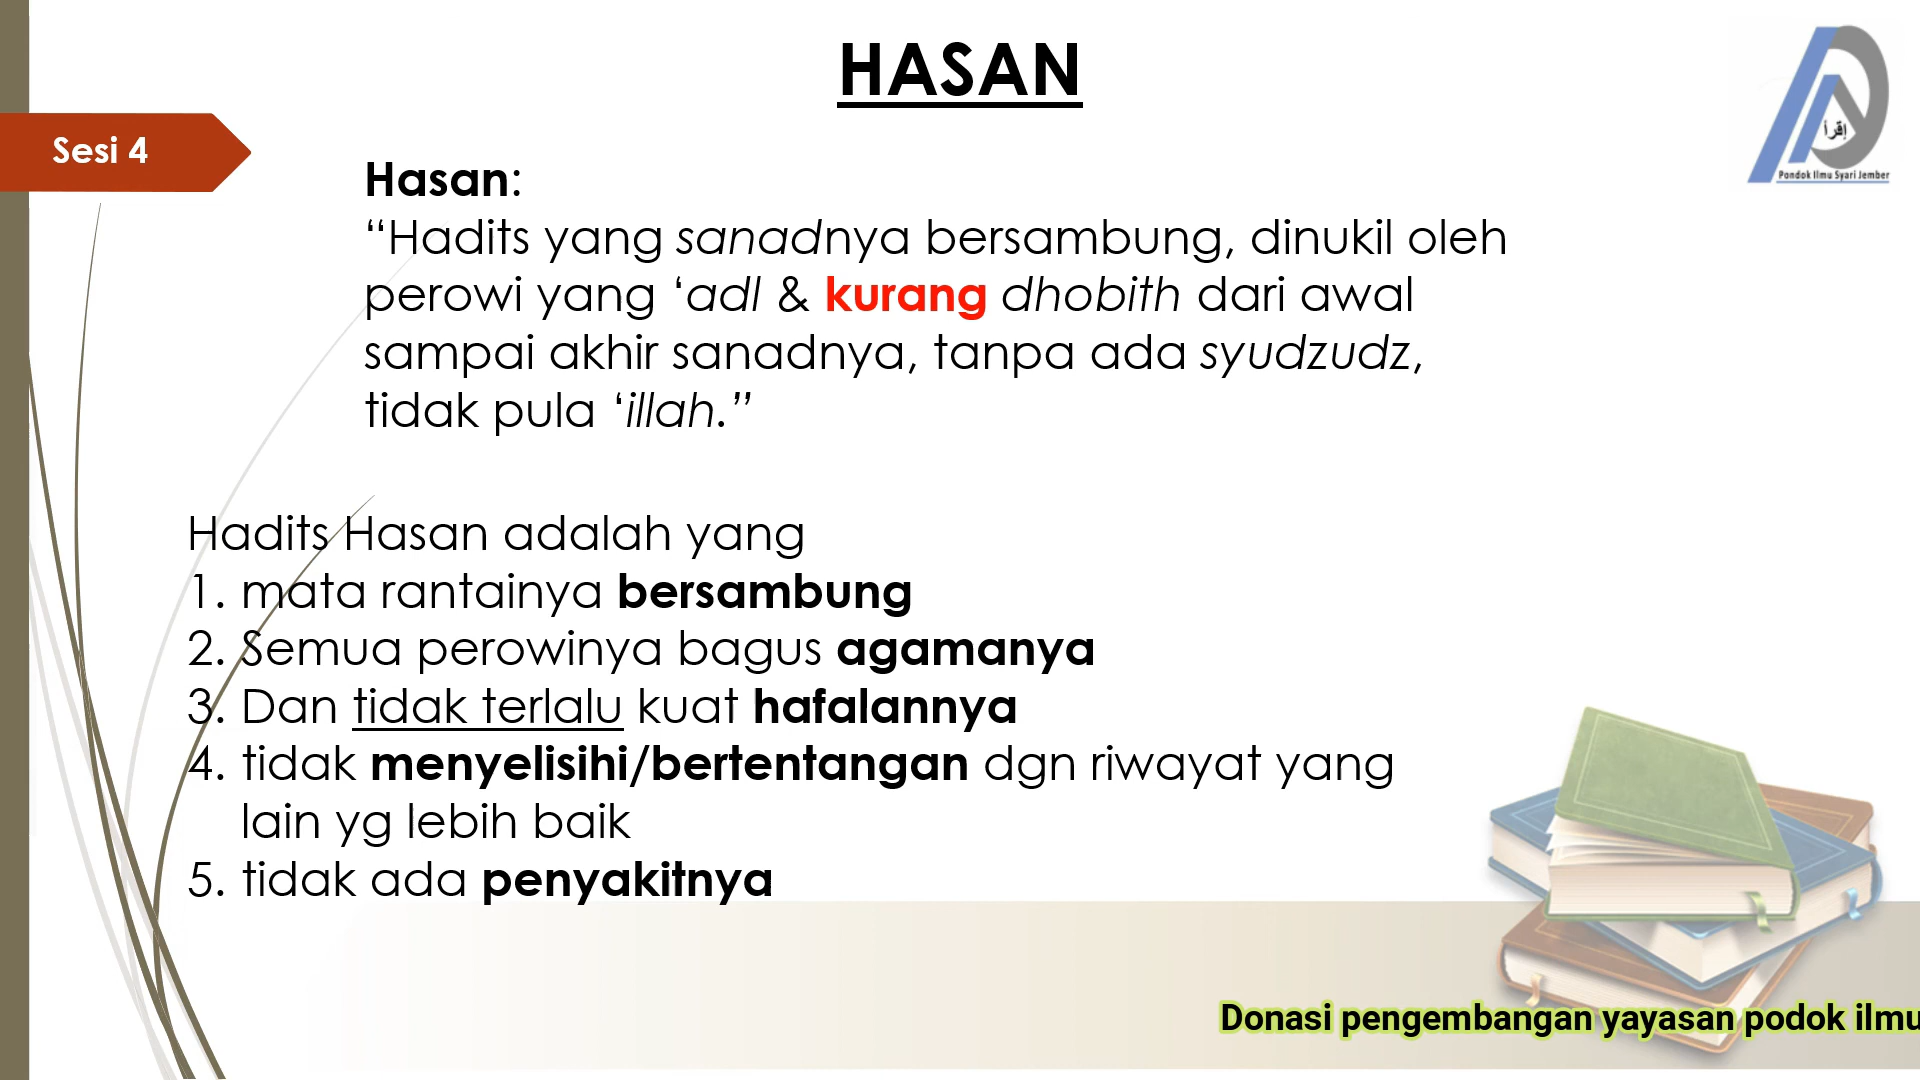 HASAN
Sesi 4
إقرأ
Pondok Ilmu Syari Jember
Hasan:
“Hadits yang sanadnya bersambung, dinukil oleh
perowi yang ‘adl & kurang dhobith dari awal
sampai akhir sanadnya, tanpa ada syudzudz,
tidak pula ‘illah.”
Hadits Hasan adalah yang
1. mata rantainya bersambung
2. Semua perowinya bagus agamanya
3. Dan tidak terlalu kuat hafalannya
4. tidak menyelisihi/bertentangan dgn riwayat yang
lain yg lebih baik
5. tidak ada penyakitnya
Donasi pengembangan yayasan podok ilmu